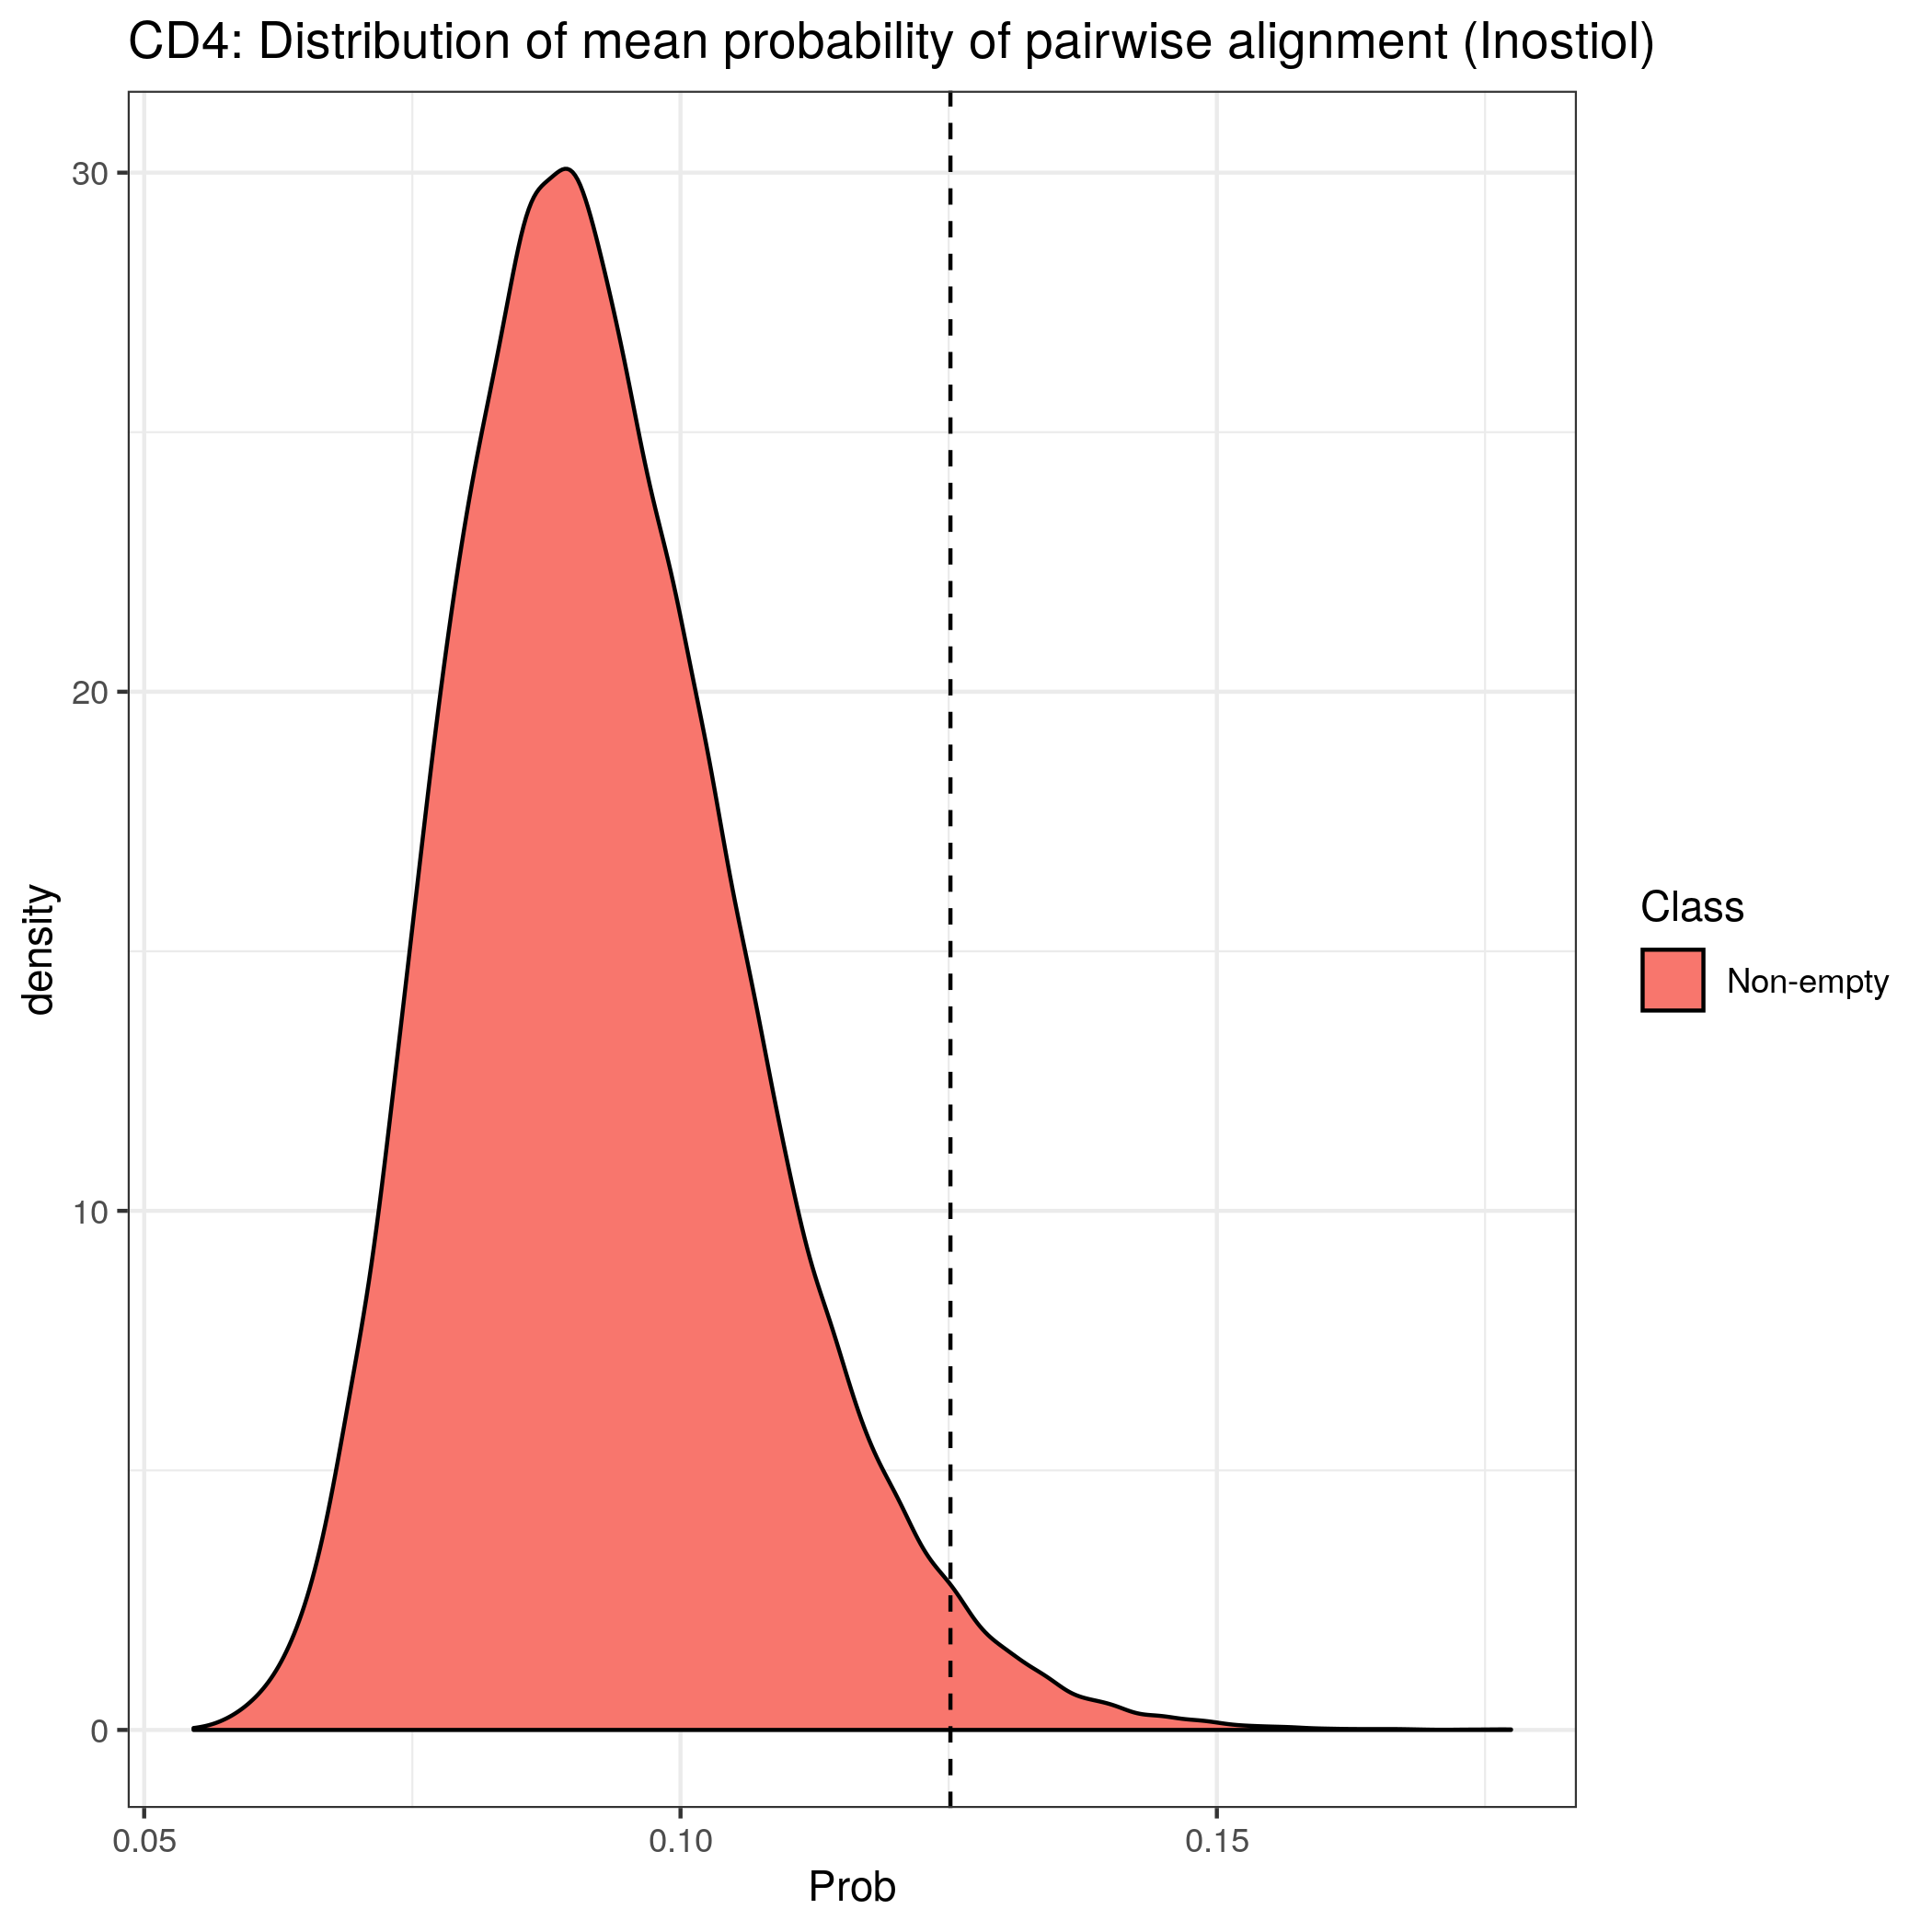 CD4: Distribution of mean probability of pairwise alignment (Inostiol)
30
20
10
0
density
0.05 0.10 0.15
Prob
Class
Non-empty